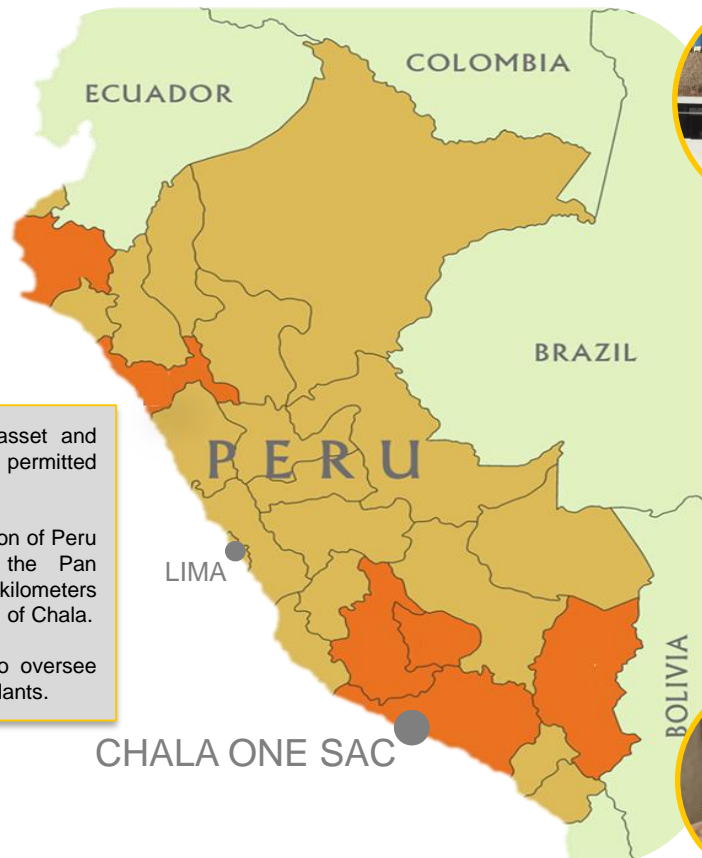 COLOMBIA
ECUADOR
BRAZIL
asset and
permitted
PERU
on of Peru
the Pan
kilometers
of Chala.
LIMA
o oversee
lants.
BOLIVIA
CHALA ONE SAC